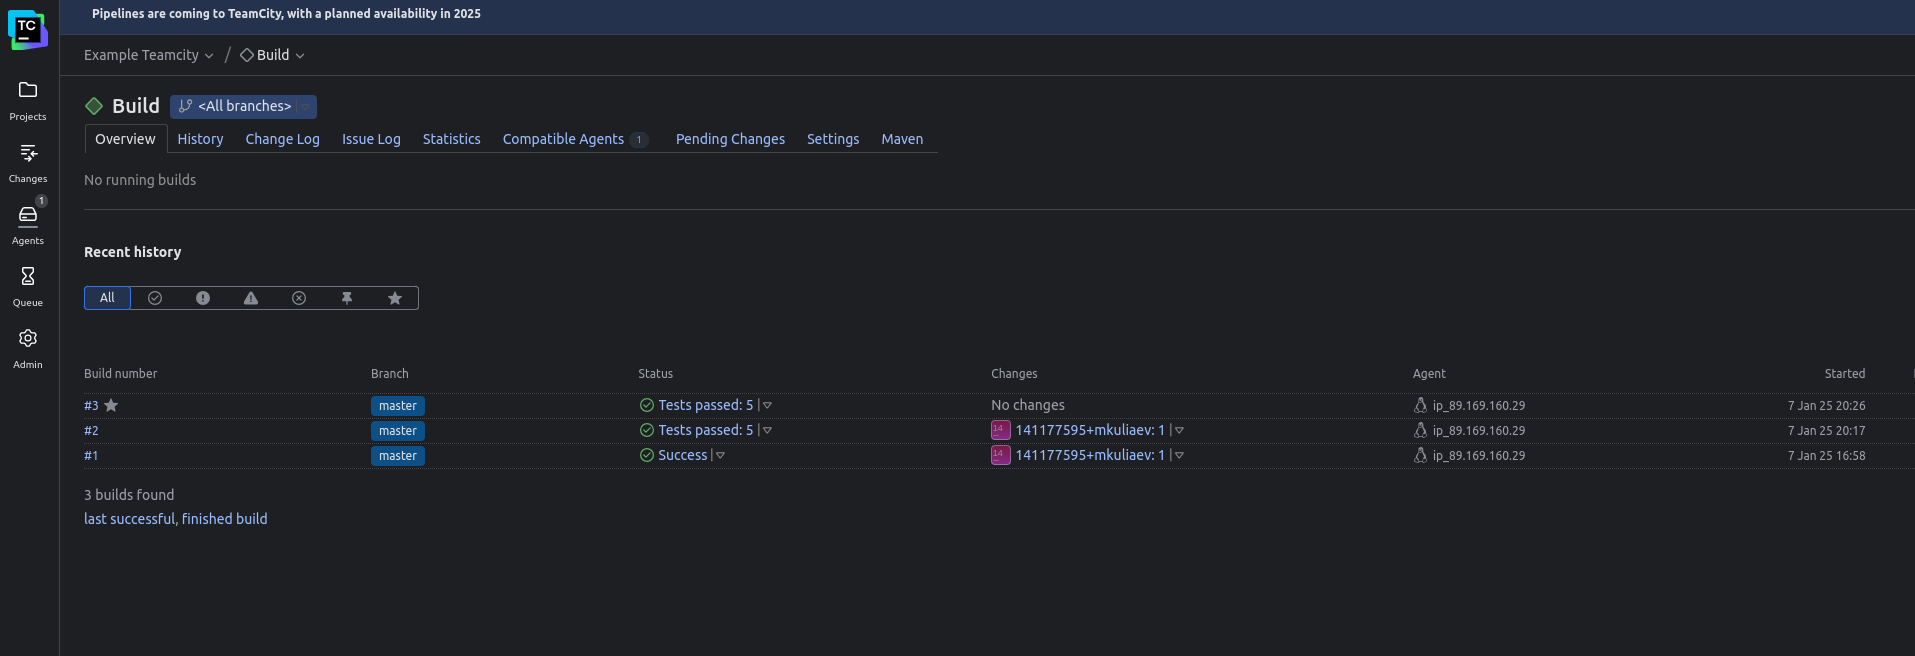 Pipelines are coming to TeamCity, with a planned availability in 2025
TC
Example Teamcity / Build
Build <All branches>
Overview History Change Log Issue Log Statistics Compatible Agents 1 Pending Changes Settings Maven
Projects
Changes
1
Agents
Queue
Admin
No running builds
Recent history
All
Build number Branch Status Changes Agent Started
#3 master Tests passed: 5 No changes ip_89.169.160.29 7 Jan 25 20:26
#2 master Tests passed: 5 14 141177595+mkuliaev: 1 ip_89.169.160.29 7 Jan 25 20:17
#1 master Success 14 141177595+mkuliaev: 1 ip_89.169.160.29 7 Jan 25 16:58
3 builds found
last successful, finished build